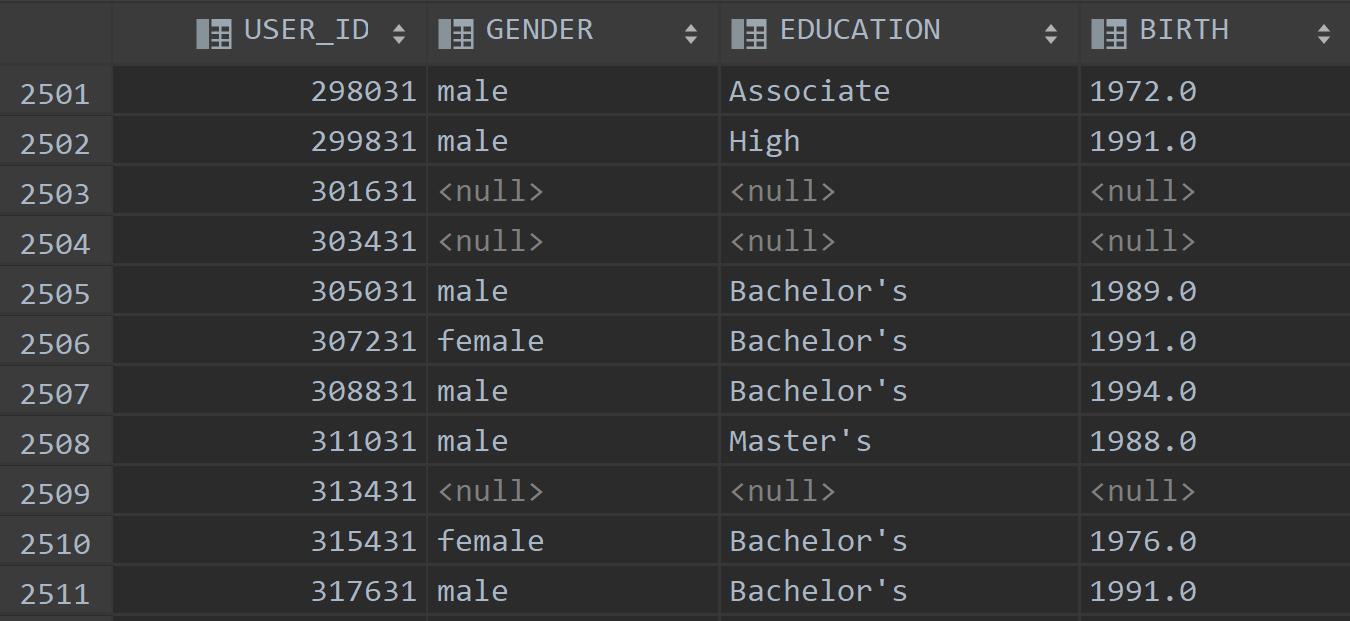 USER_ID GENDER EDUCATION BIRTH
2501 298031 male Associate 1972.0
2502 299831 male High 1991.0
2503 301631 <null> <null> <null>
2504 303431 <null> <null> <null>
2505 305031 male Bachelor's 1989.0
2506 307231 female Bachelor's 1991.0
2507 308831 male Bachelor's 1994.0
2508 311031 male Master's 1988.0
2509 313431 <null> <null> <null>
2510 315431 female Bachelor's 1976.0
2511 317631 male Bachelor's 1991.0